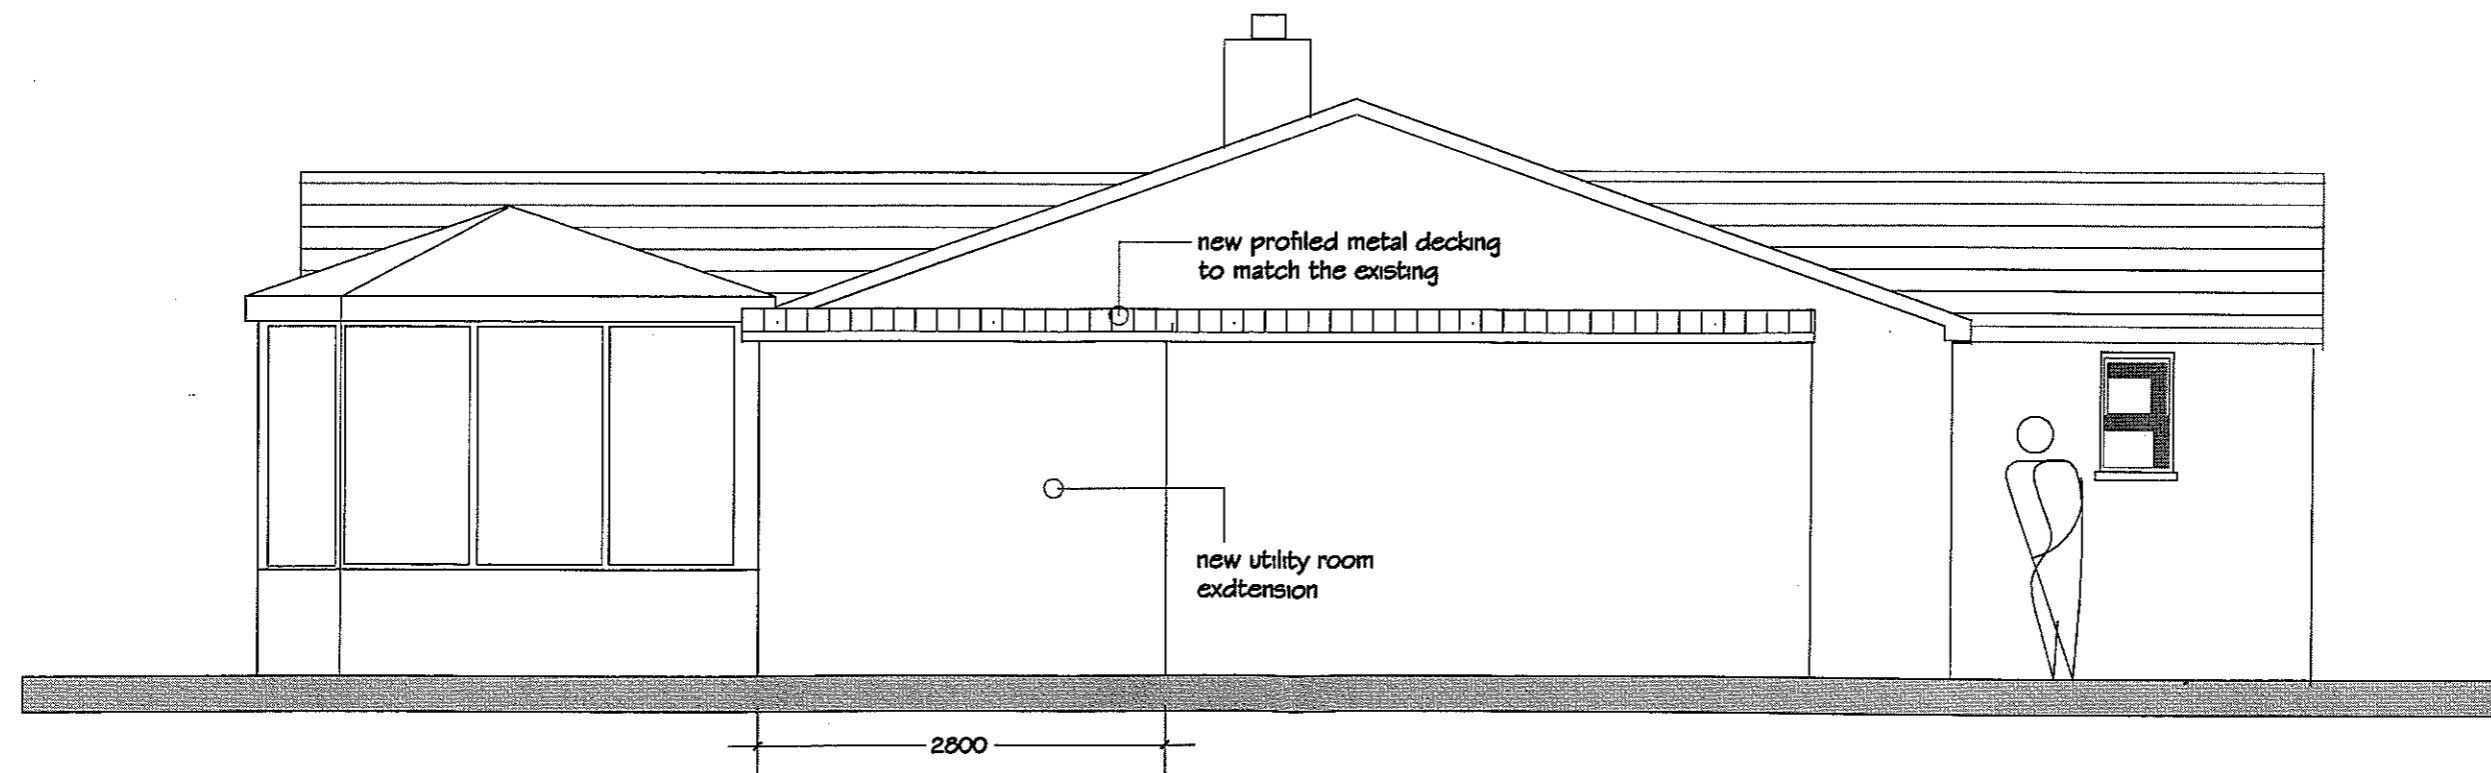 new profiled metal decking
to match the existing
new utility room
exdtension
2800